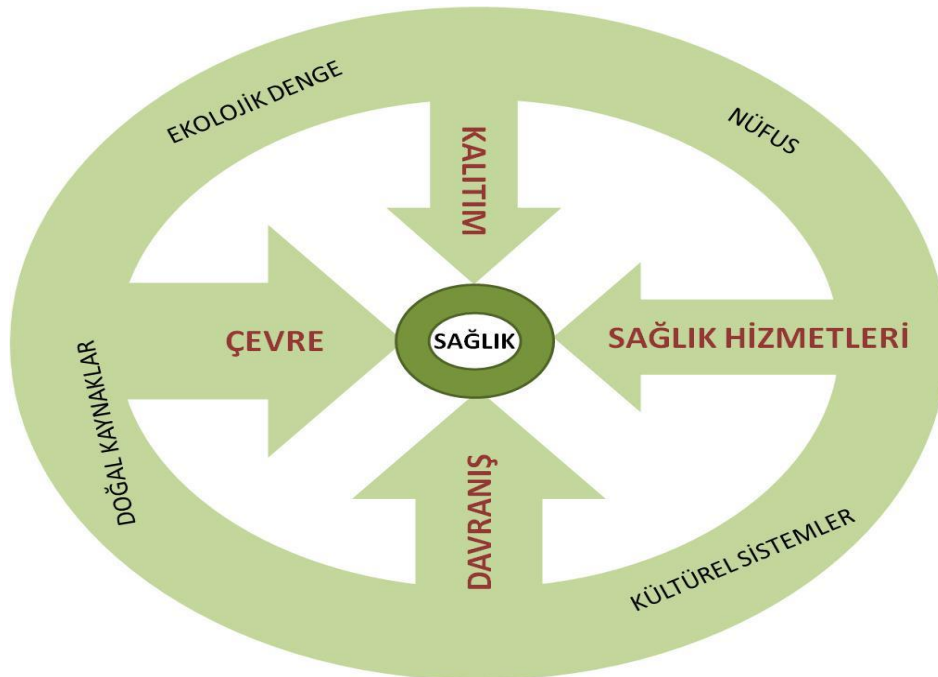 EKOLOJİK DENGE
NÜFUS
KALITIM
ÇEVRE
SAĞLIK
SAĞLIK HİZMETLERİ
DOĞAL KAYNAKLAR
DAVRANIŞ
KÜLTÜREL SİSTEMLER